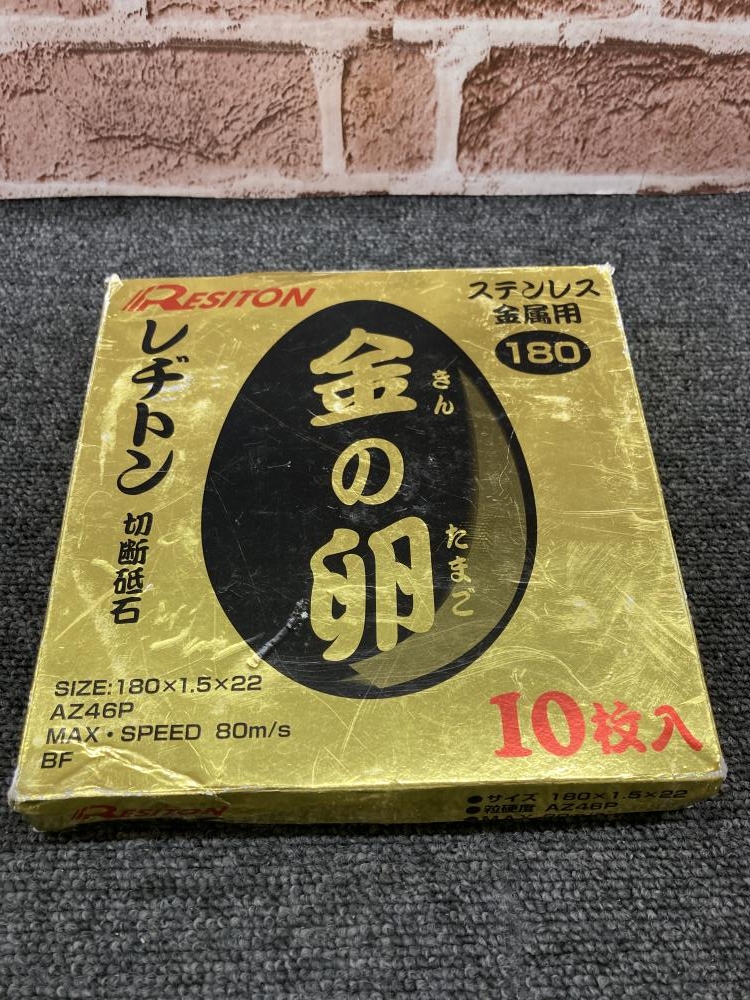 RESITON
レヂトン
切断砥石
金の卵
きん
たまご
ステンレス
金属用
180
SIZE:180×1.5×22
AZ46P
MAX・SPEED 80m/s
BF
10枚入
RESITON
●サイズ 180×1.5×22
●粒硬度 AZ46P